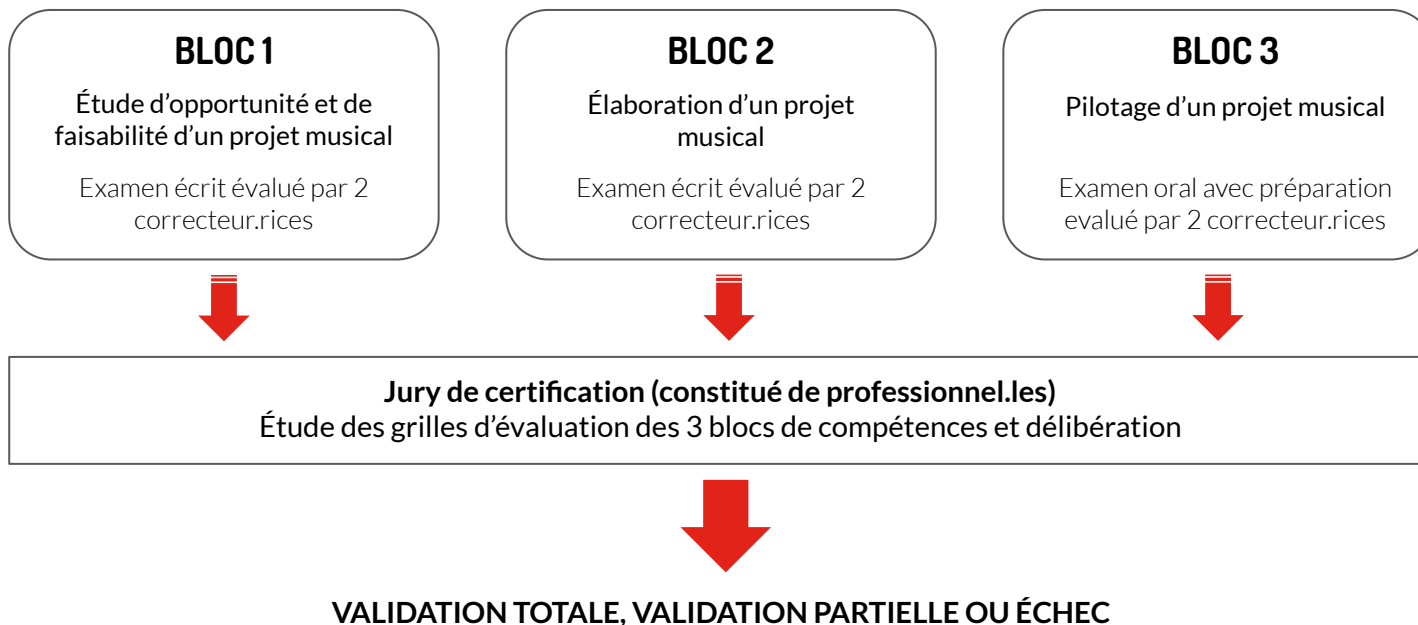 BLOC 1
Étude d’opportunité et de
faisabilité d’un projet musical
Examen écrit évalué par 2
correcteur.rices
BLOC 2
Élaboration d’un projet
musical
Examen écrit évalué par 2
correcteur.rices
BLOC 3
Pilotage d’un projet musical
Examen oral avec préparation
evalué par 2 correcteur.rices
Jury de certification (constitué de professionnel.les)
Étude des grilles d’évaluation des 3 blocs de compétences et délibération
VALIDATION TOTALE, VALIDATION PARTIELLE OU ÉCHEC